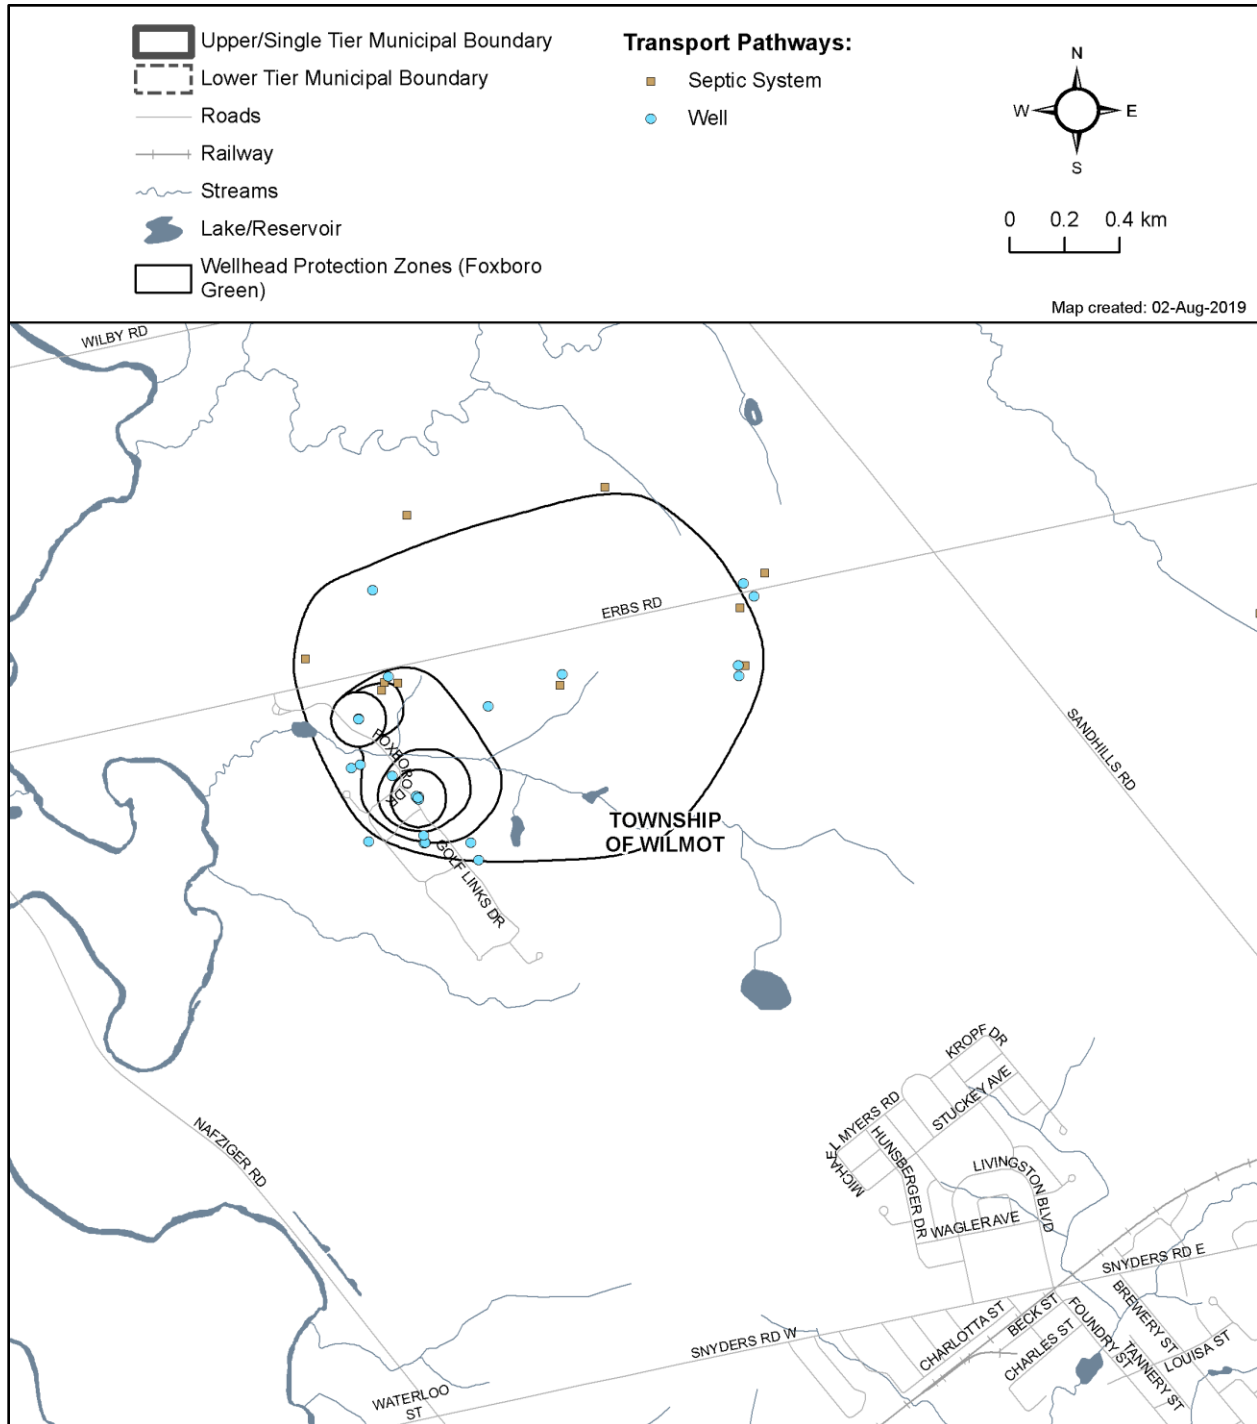 Upper/Single Tier Municipal Boundary
Lower Tier Municipal Boundary
Roads
Railway
Streams
Lake/Reservoir
Wellhead Protection Zones (Foxboro
Green)
Transport Pathways:
Septic System
Well
N
W
E
S
0 0.2 0.4 km
Map created: 02-Aug-2019
WILBY RD
ERBS RD
SANDHILLS RD
FOXBORO DR
TOWNSHIP
OF WILMOT
GOLF LINKS DR
NAFZIGER RD
KROPF DR
STUCKEY AVE
MICHAEL MYERS RD
HUNSBERGER DR
LIVINGSTON BLVD
WAGLER AVE
SNYDERS RD E
BREWERY ST
FOUNDRY ST
BECK ST
CHARLOTTA ST
CHARLES ST
TANNERY ST
LOUISA ST
SNYDERS RD W
WATERLOO
ST